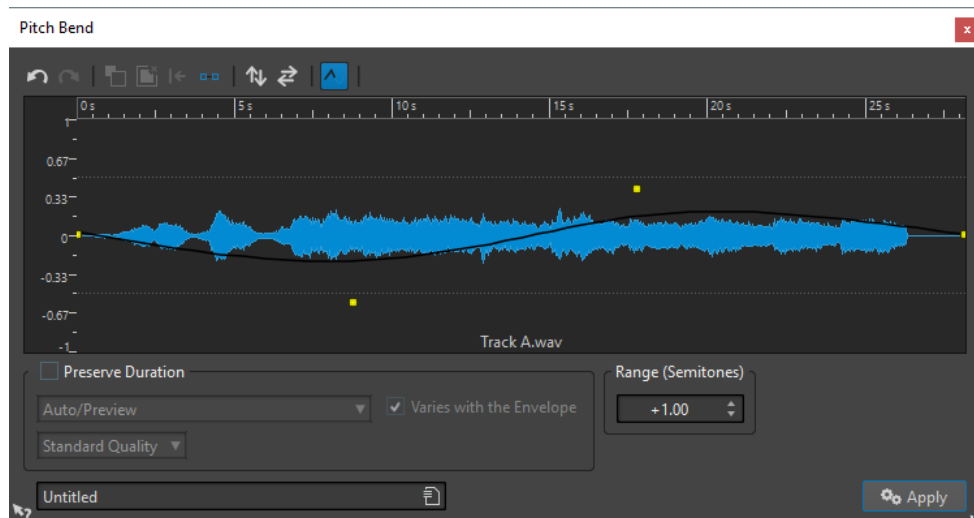 Pitch Bend
x
0 s 5 s 10 s 15 s 20 s 25 s
1
0.67
0.33
0
-0.33
-0.67
-1
Track A.wav
Preserve Duration
Range (Semitones)
Auto/Preview
Varies with the Envelope
+1.00
Standard Quality
Untitled
Apply
?